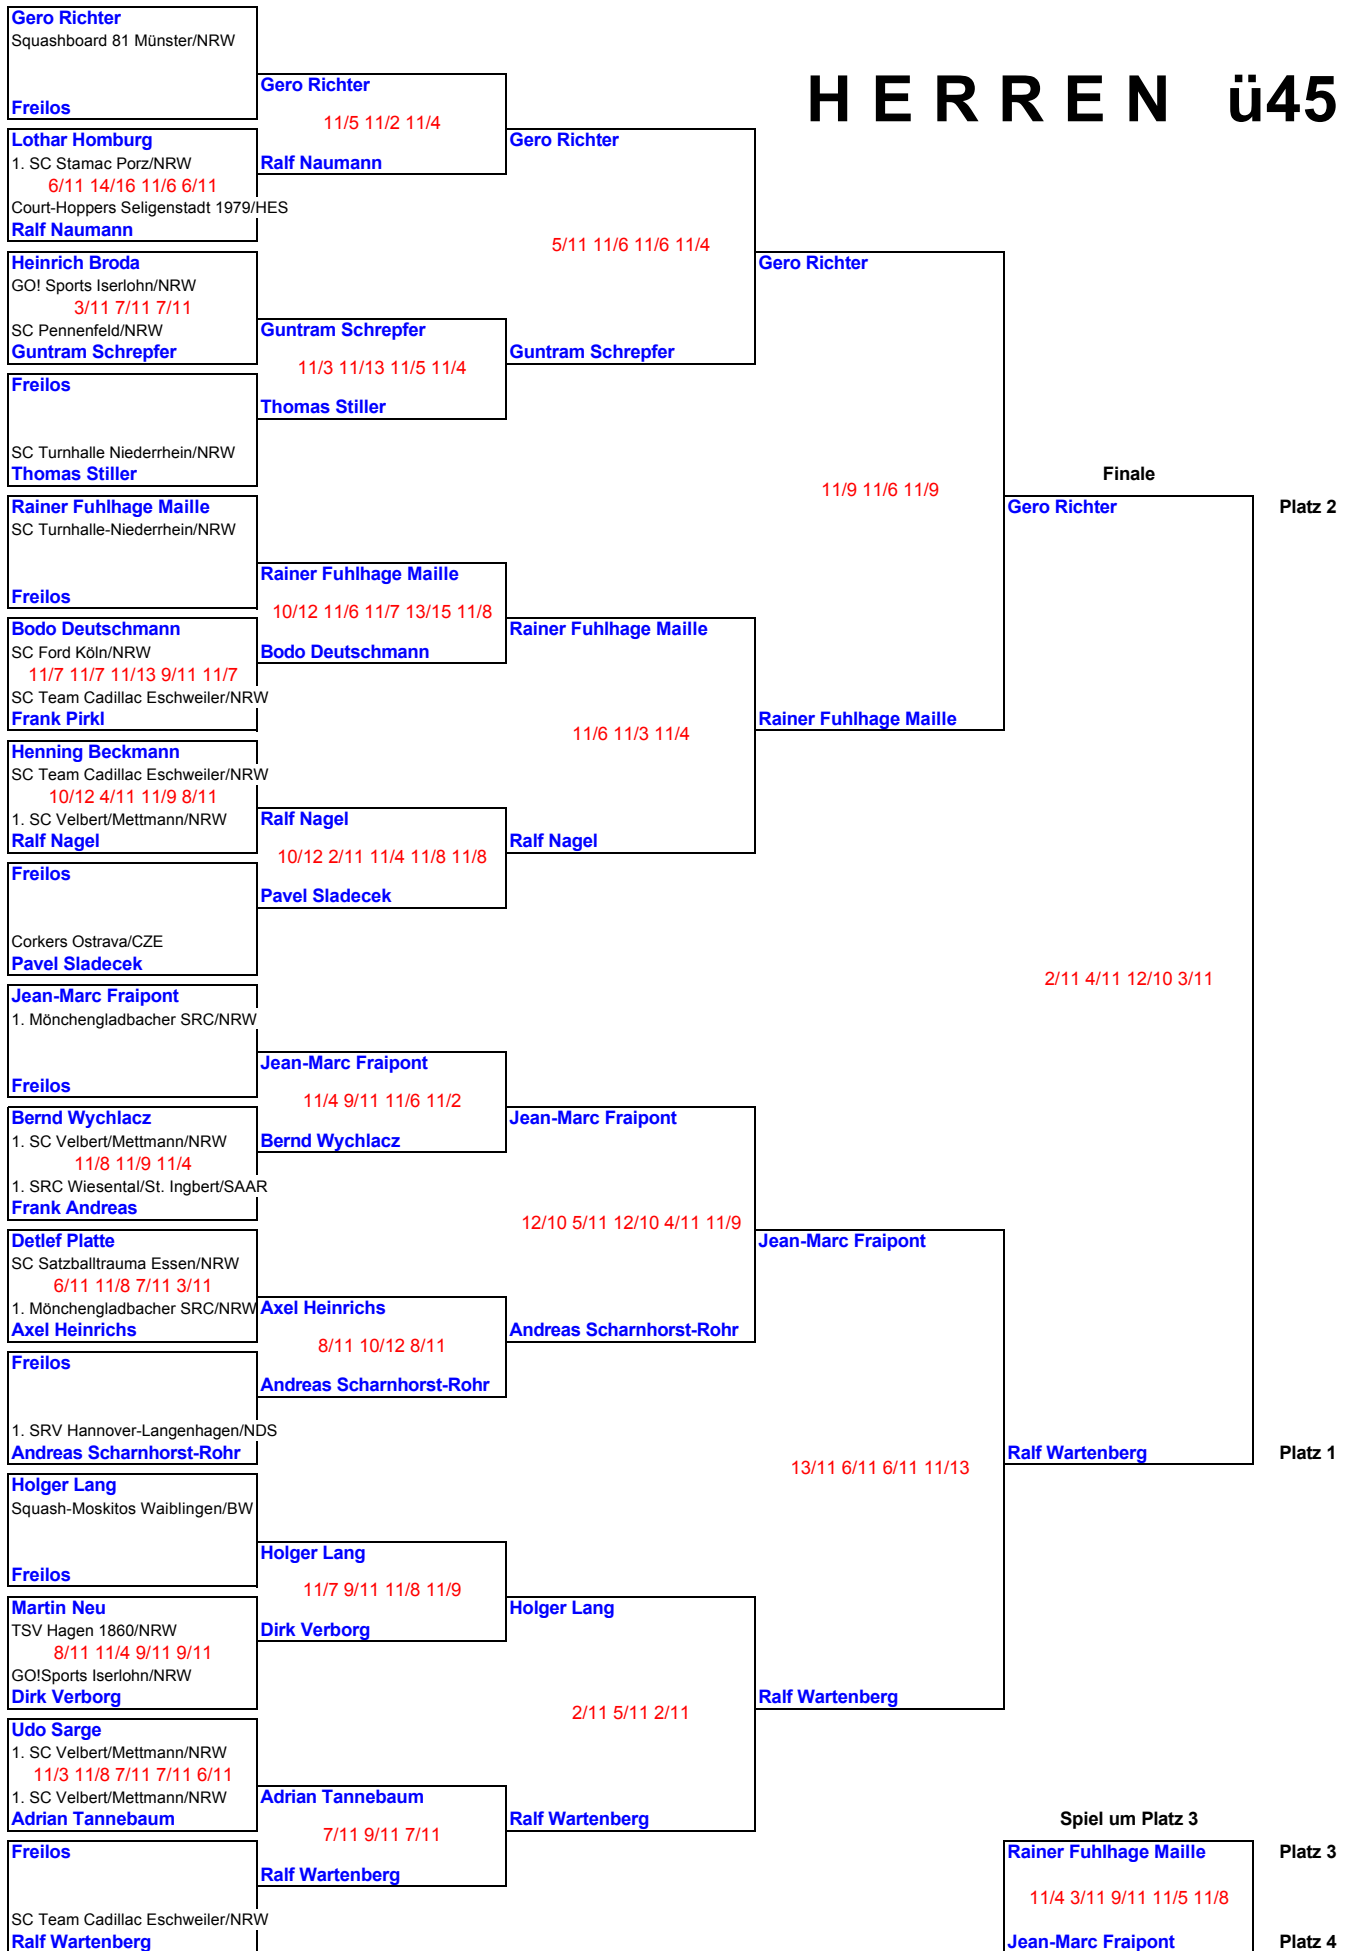 H E R R E N ü45
Gero Richter
Squashboard 81 Münster/NRW
Freilos
Lothar Homburg
1. SC Stamac Porz/NRW
6/11 14/16 11/6 6/11
Court-Hoppers Seligenstadt 1979/HES
Ralf Naumann
Heinrich Broda
GO! Sports Iserlohn/NRW
3/11 7/11 7/11
SC Pennenfeld/NRW
Guntram Schrepfer
Freilos
SC Turnhalle Niederrhein/NRW
Thomas Stiller
Rainer Fuhlhage Maille
SC Turnhalle-Niederrhein/NRW
Freilos
Bodo Deutschmann
SC Ford Köln/NRW
11/7 11/7 11/13 9/11 11/7
SC Team Cadillac Eschweiler/NRW
Frank Pirkl
Henning Beckmann
SC Team Cadillac Eschweiler/NRW
10/12 4/11 11/9 8/11
1. SC Velbert/Mettmann/NRW
Ralf Nagel
Freilos
Corkers Ostrava/CZE
Pavel Sladecek
Jean-Marc Fraipont
1. Mönchengladbacher SRC/NRW
Freilos
Bernd Wychlacz
1. SC Velbert/Mettmann/NRW
11/8 11/9 11/4
1. SRC Wiesental/St. Ingbert/SAAR
Frank Andreas
Detlef Platte
SC Satzballtrauma Essen/NRW
6/11 11/8 7/11 3/11
1. Mönchengladbacher SRC/NRW
Axel Heinrichs
Freilos
1. SRV Hannover-Langenhagen/NDS
Andreas Scharnhorst-Rohr
Holger Lang
Squash-Moskitos Waiblingen/BW
Freilos
Martin Neu
TSV Hagen 1860/NRW
8/11 11/4 9/11 9/11
GO!Sports Iserlohn/NRW
Dirk Verborg
Udo Sarge
1. SC Velbert/Mettmann/NRW
11/3 11/8 7/11 7/11 6/11
1. SC Velbert/Mettmann/NRW
Adrian Tannebaum
Freilos
SC Team Cadillac Eschweiler/NRW
Ralf Wartenberg
Gero Richter
11/5 11/2 11/4
Ralf Naumann
Guntram Schrepfer
11/3 11/13 11/5 11/4
Thomas Stiller
Rainer Fuhlhage Maille
10/12 11/6 11/7 13/15 11/8
Bodo Deutschmann
Ralf Nagel
10/12 2/11 11/4 11/8 11/8
Pavel Sladecek
Jean-Marc Fraipont
11/4 9/11 11/6 11/2
Bernd Wychlacz
Axel Heinrichs
8/11 10/12 8/11
Andreas Scharnhorst-Rohr
Holger Lang
11/7 9/11 11/8 11/9
Dirk Verborg
Adrian Tannebaum
7/11 9/11 7/11
Ralf Wartenberg
Gero Richter
5/11 11/6 11/6 11/4
Guntram Schrepfer
Rainer Fuhlhage Maille
11/6 11/3 11/4
Ralf Nagel
Jean-Marc Fraipont
12/10 5/11 12/10 4/11 11/9
Andreas Scharnhorst-Rohr
Holger Lang
2/11 5/11 2/11
Ralf Wartenberg
Gero Richter
11/9 11/6 11/9
Rainer Fuhlhage Maille
Jean-Marc Fraipont
13/11 6/11 6/11 11/13
Ralf Wartenberg
Finale
Gero Richter Platz 2
2/11 4/11 12/10 3/11
Ralf Wartenberg Platz 1
Spiel um Platz 3
Rainer Fuhlhage Maille Platz 3
11/4 3/11 9/11 11/5 11/8
Jean-Marc Fraipont Platz 4